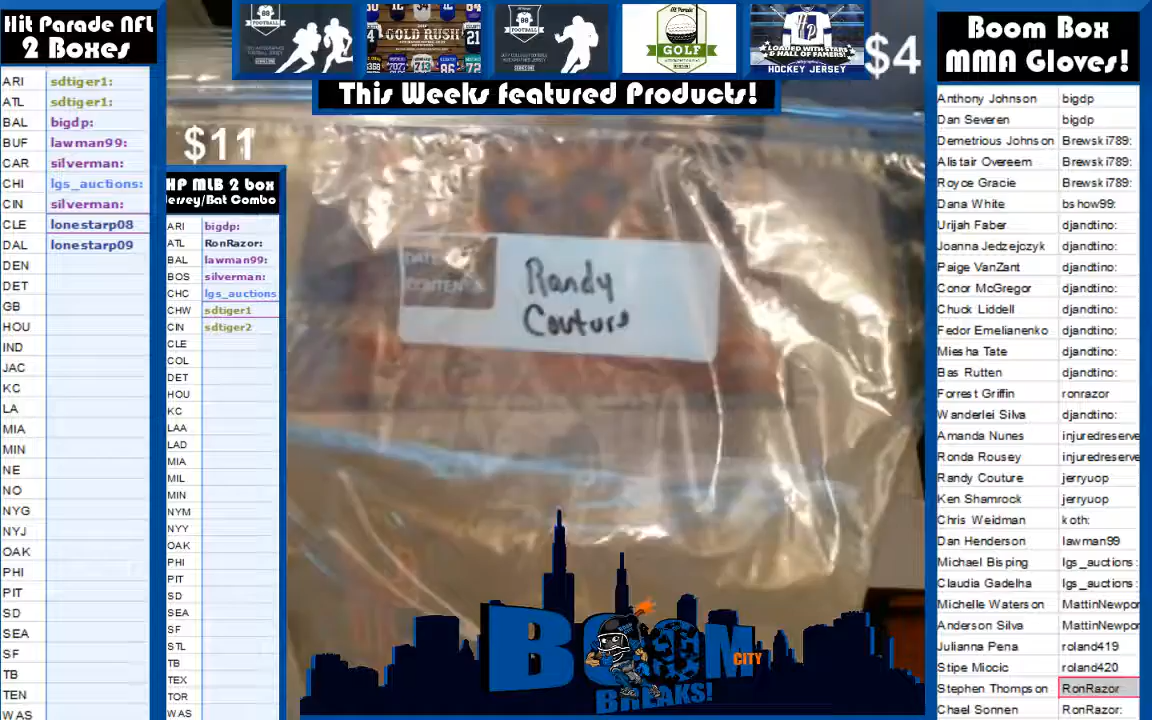 Hit Parade NFL
2 Boxes
ARI sdtiger1:
ATL sdtiger1:
BAL bigdp:
BUF lawman99:
CAR silverman:
CHI lgs_auctions:
CIN silverman:
CLE lonestarp08
DAL lonestarp09
DEN
DET
GB
HOU
IND
JAC
KC
LA
MIA
MIN
NE
NO
NYG
NYJ
OAK
PHI
PIT
SD
SEA
SF
TB
TEN
WAS
$11
HP MLB 2 box
Jersey/Bat Combo
ARI bigdp:
ATL RonRazor:
BAL lawman99:
BOS silverman:
CHC lgs_auctions
CHW sdtiger1
CIN sdtiger2
CLE
COL
DET
HOU
KC
LAA
LAD
MIA
MIL
MIN
NYM
NYY
OAK
PHI
PIT
SD
SEA
SF
STL
TB
TEX
TOR
WAS
FOOTBALL
GOLD RUSH
FOOTBALL
GOLF
LOADED WITH STARS
& HALL OF FAMERS!
HOCKEY JERSEY
$4
This Weeks featured Products!
DATE
CONTENTS
Randy
Couture
BOOM
CITY
BREAKS!
Boom Box
MMA Gloves!
Anthony Johnson bigdp
Dan Severen bigdp
Demetrious Johnson Brewski789:
Alistair Overeem Brewski789:
Royce Gracie Brewski789:
Dana White bshow99:
Urijah Faber djandtino:
Joanna Jedzejczyk djandtino:
Paige VanZant djandtino:
Conor McGregor djandtino:
Chuck Liddell djandtino:
Fedor Emelianenko djandtino:
Miesha Tate djandtino:
Bas Rutten djandtino:
Forrest Griffin ronrazor
Wanderlei Silva djandtino:
Amanda Nunes injuredreserve
Ronda Rousey injuredreserve
Randy Couture jerryuop
Ken Shamrock jerryuop
Chris Weidman koth:
Dan Henderson lawman99
Michael Bisping lgs_auctions:
Claudia Gadelha lgs_auctions:
Michelle Waterson MattinNewpor
Anderson Silva MattinNewpor
Julianna Pena roland419
Stipe Miocic roland420
Stephen Thompson RonRazor
Chael Sonnen RonRazor: